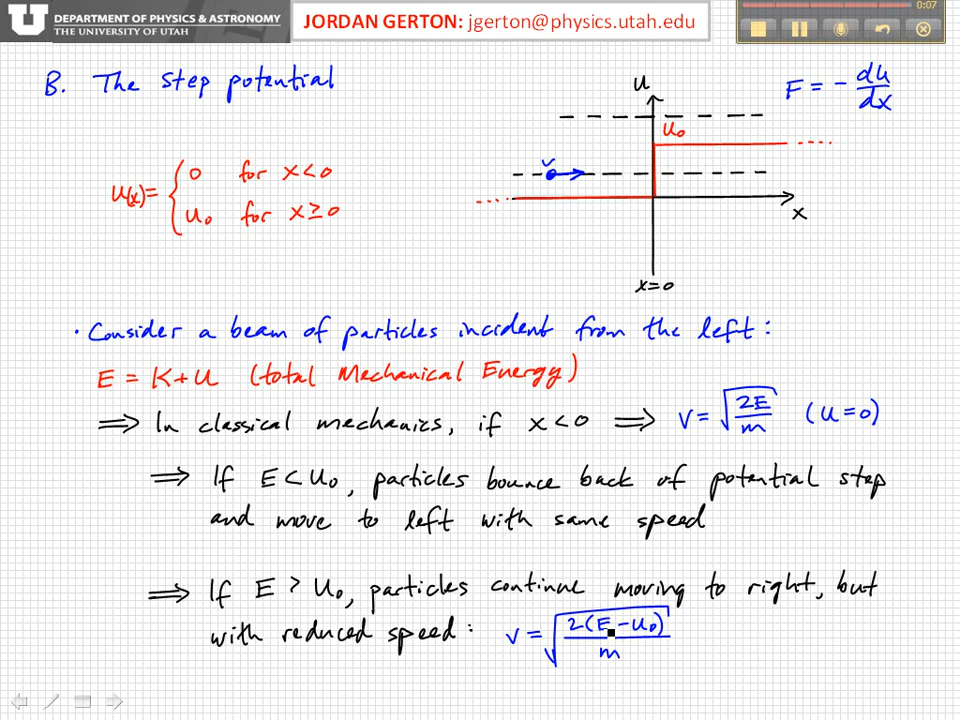 DEPARTMENT OF PHYSICS & ASTRONOMY
THE UNIVERSITY OF UTAH
JORDAN GERTON: jgerton@physics.utah.edu
0:07
B. The step potential
F = - du/dx
U
U₀
v
x
x=0
U(x)= { 0 for x<0
U₀ for x≥0
· Consider a beam of particles incident from the left:
E = K+U (total Mechanical Energy)
⇒ In classical mechanics, if x<0 ⇒ v = √(2E/m) (U=0)
⇒ If E<U₀, particles bounce back of potential step
and move to left with same speed
⇒ If E > U₀, particles continue moving to right, but
with reduced speed: v = √(2(E-U₀)/m)